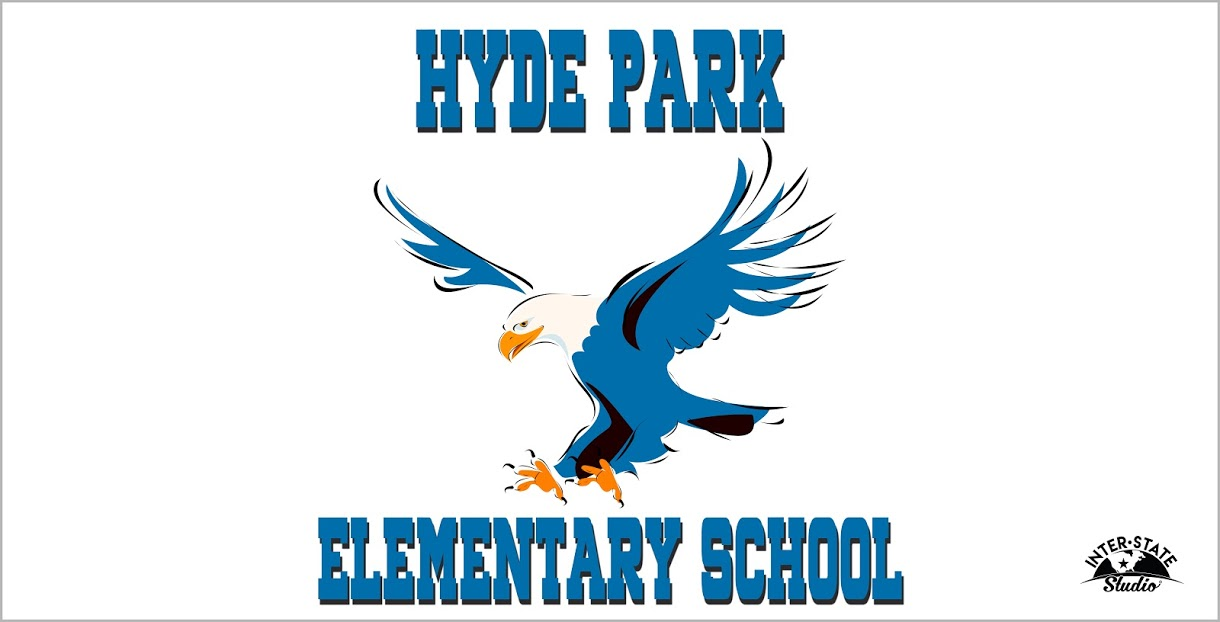 HYDE PARK
ELEMENTARY SCHOOL
INTER-STATE
Studio